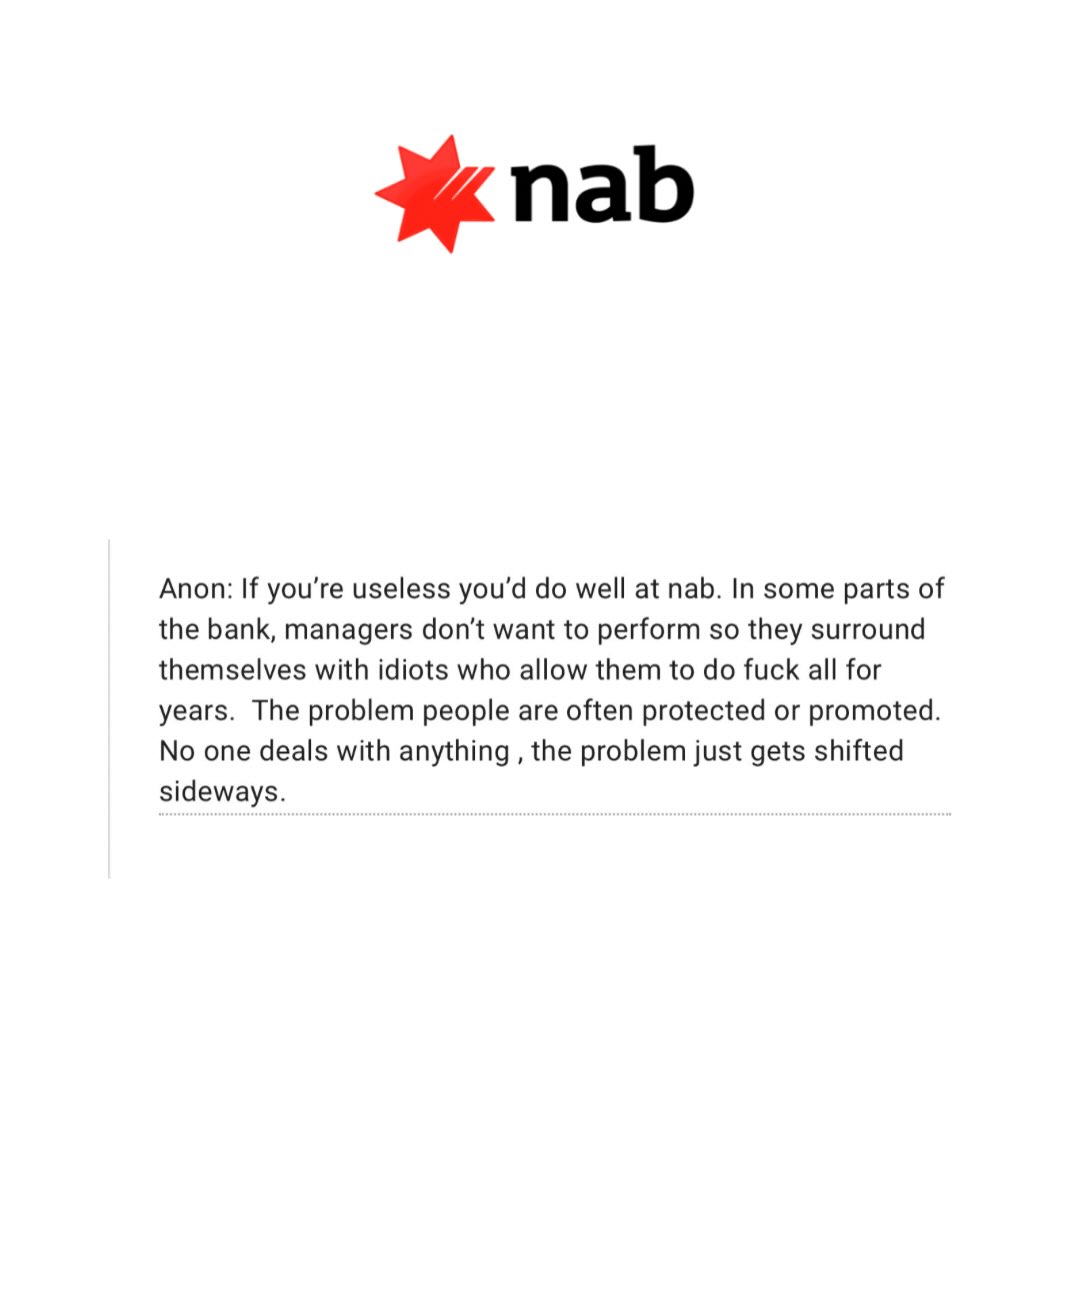 nab
Anon: If you’re useless you’d do well at nab. In some parts of
the bank, managers don’t want to perform so they surround
themselves with idiots who allow them to do fuck all for
years.  The problem people are often protected or promoted.
No one deals with anything , the problem just gets shifted
sideways.